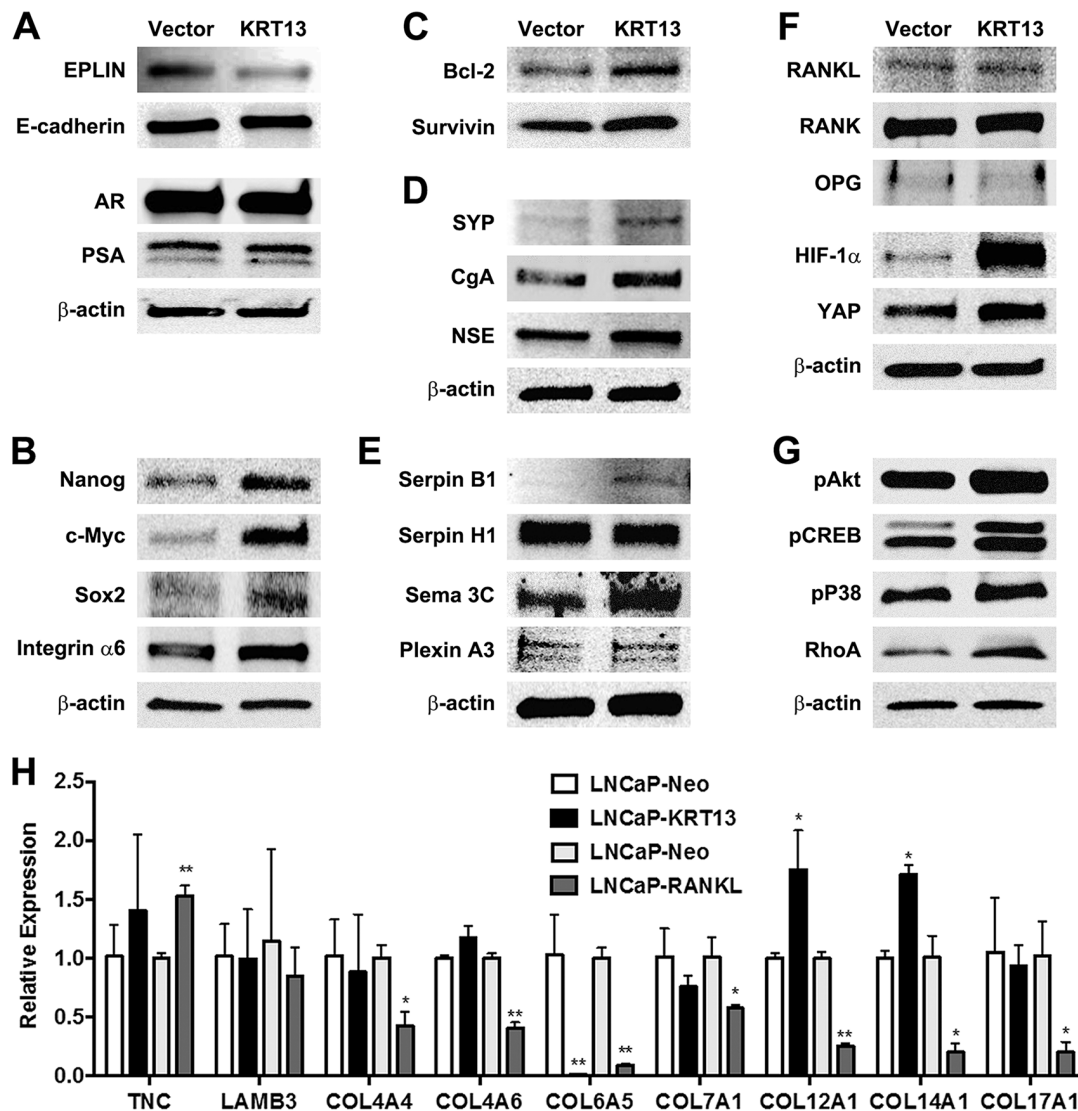 A
Vector KRT13
EPLIN
E-cadherin
AR
PSA
β-actin
B
Nanog
c-Myc
Sox2
Integrin α6
β-actin
C
Vector KRT13
Bcl-2
Survivin
D
SYP
CgA
NSE
β-actin
E
Serpin B1
Serpin H1
Sema 3C
Plexin A3
β-actin
F
Vector KRT13
RANKL
RANK
OPG
HIF-1α
YAP
β-actin
G
pAkt
pCREB
pP38
RhoA
β-actin
H
Relative Expression
2.5
2.0
1.5
1.0
0.5
0.0
LNCaP-Neo
LNCaP-KRT13
LNCaP-Neo
LNCaP-RANKL
**
*
**
**
**
*
*
**
*
*
*
TNC LAMB3 COL4A4 COL4A6 COL6A5 COL7A1 COL12A1 COL14A1 COL17A1